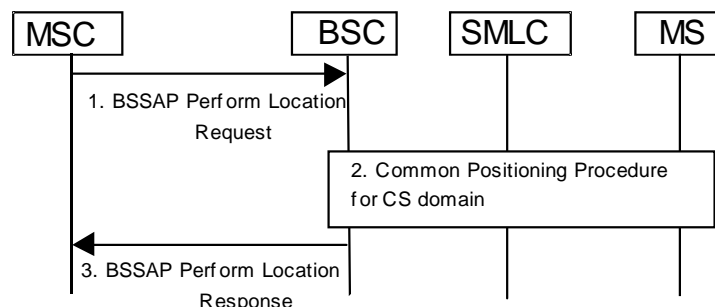 MSC
BSC
SMLC
MS
1. BSSAP Perform Location
Request
2. Common Positioning Procedure
for CS domain
3. BSSAP Perform Location
Response